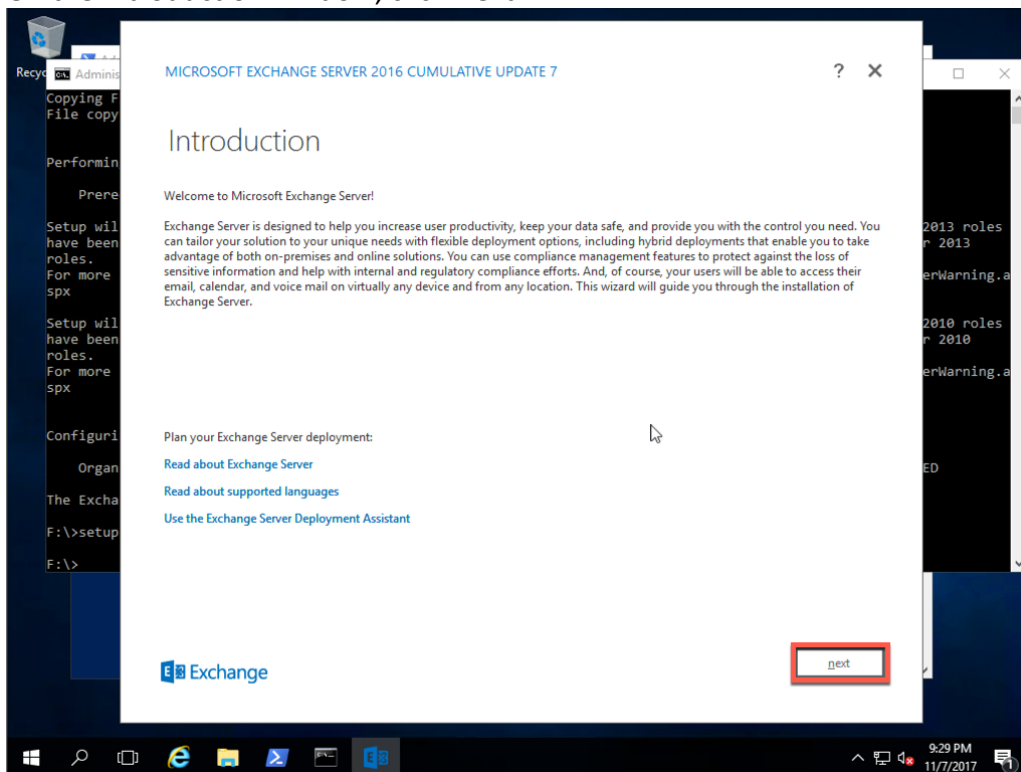 Recyc
Adminis
Copying F
File copy
Performin
Prere
Setup wil
have been
roles.
For more
spx
Setup wil
have been
roles.
For more
spx
Configuri
Organ
The Excha
F:\>setup
F:\>
MICROSOFT EXCHANGE SERVER 2016 CUMULATIVE UPDATE 7
?
Introduction
Welcome to Microsoft Exchange Server!
Exchange Server is designed to help you increase user productivity, keep your data safe, and provide you with the control you need. You
can tailor your solution to your unique needs with flexible deployment options, including hybrid deployments that enable you to take
advantage of both on-premises and online solutions. You can use compliance management features to protect against the loss of
sensitive information and help with internal and regulatory compliance efforts. And, of course, your users will be able to access their
email, calendar, and voice mail on virtually any device and from any location. This wizard will guide you through the installation of
Exchange Server.
Plan your Exchange Server deployment:
Read about Exchange Server
Read about supported languages
Use the Exchange Server Deployment Assistant
Exchange
next
2013 roles
r 2013
erWarning.a
2010 roles
r 2010
erWarning.a
ED
9:29 PM
11/7/2017
1